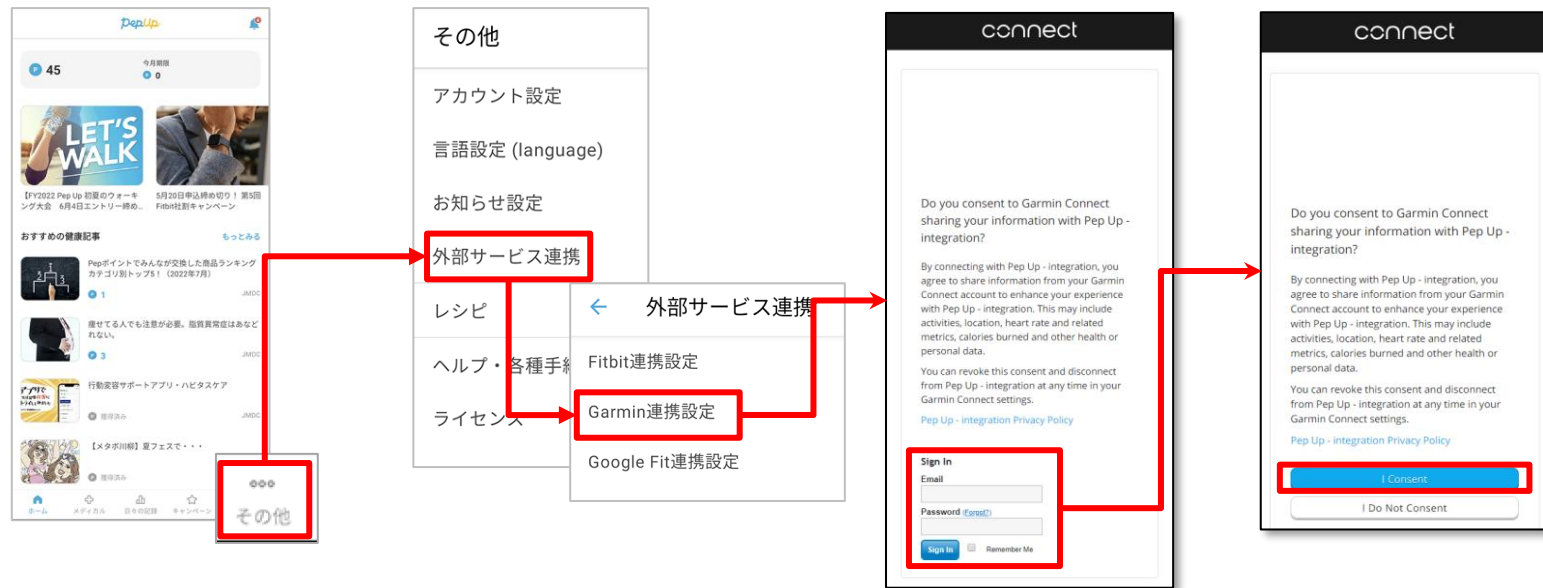 PepUp
P 45
今月期限
P 0
LET'S
WALK
【FY2022 Pep Up 初夏のウォーキ
ング大会 6月4日エントリー締め...
5月20日申込締め切り！ 第5回
Fitbit社割キャンペーン
おすすめの健康記事
もっとみる
Pepポイントでみんなが交換した商品ランキング
カテゴリ別トップ5！（2022年7月）
P 1
JMDC
痩せてる人でも注意が必要。脂質異常症はあなど
れない。
P 3
JMDC
行動変容サポートアプリ・ハビタスケア
P 獲得済み
JMDC
【メタボ川柳】夏フェスで・・・
P 獲得済み
ホーム
メディカル
日々の記録
キャンペーン
その他
その他
アカウント設定
言語設定 (language)
お知らせ設定
外部サービス連携
レシピ
ヘルプ・各種手続
ライセンス
← 外部サービス連携
Fitbit連携設定
Garmin連携設定
Google Fit連携設定
connect
Do you consent to Garmin Connect
sharing your information with Pep Up -
integration?
By connecting with Pep Up - integration, you
agree to share information from your Garmin
Connect account to enhance your experience
with Pep Up - integration. This may include
activities, location, heart rate and related
metrics, calories burned and other health or
personal data.
You can revoke this consent and disconnect
from Pep Up - integration at any time in your
Garmin Connect settings.
Pep Up - integration Privacy Policy
Sign In
Email
Password (Forgot?)
Sign In
Remember Me
connect
Do you consent to Garmin Connect
sharing your information with Pep Up -
integration?
By connecting with Pep Up - integration, you
agree to share information from your Garmin
Connect account to enhance your experience
with Pep Up - integration. This may include
activities, location, heart rate and related
metrics, calories burned and other health or
personal data.
You can revoke this consent and disconnect
from Pep Up - integration at any time in your
Garmin Connect settings.
Pep Up - integration Privacy Policy
I Consent
I Do Not Consent